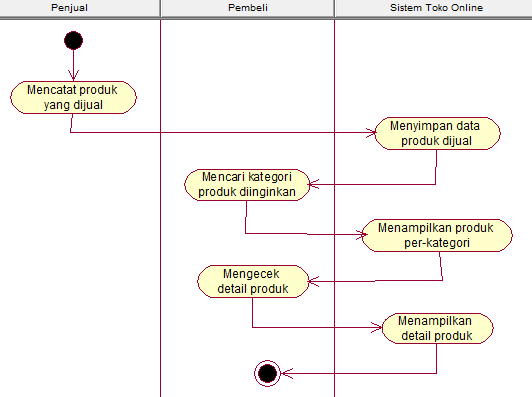 Penjual
Pembeli
Sistem Toko Online
Mencatat produk
yang dijual
Menyimpan data
produk dijual
Mencari kategori
produk diinginkan
Menampilkan produk
per-kategori
Mengecek
detail produk
Menampilkan
detail produk